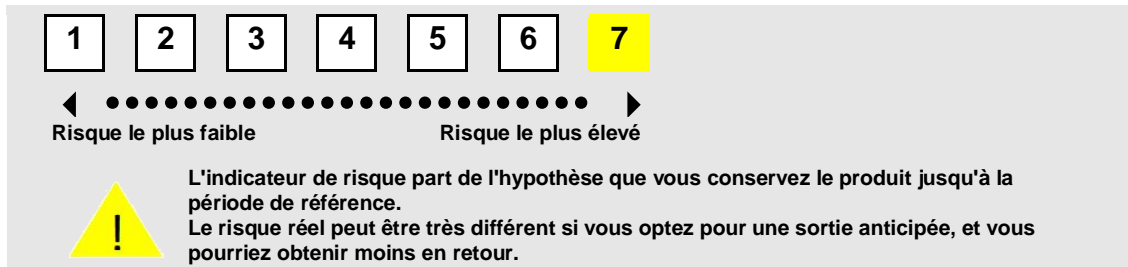 1 2 3 4 5 6 7
Risque le plus faible Risque le plus élevé
!
L'indicateur de risque part de l'hypothèse que vous conservez le produit jusqu'à la
période de référence.
Le risque réel peut être très différent si vous optez pour une sortie anticipée, et vous
pourriez obtenir moins en retour.